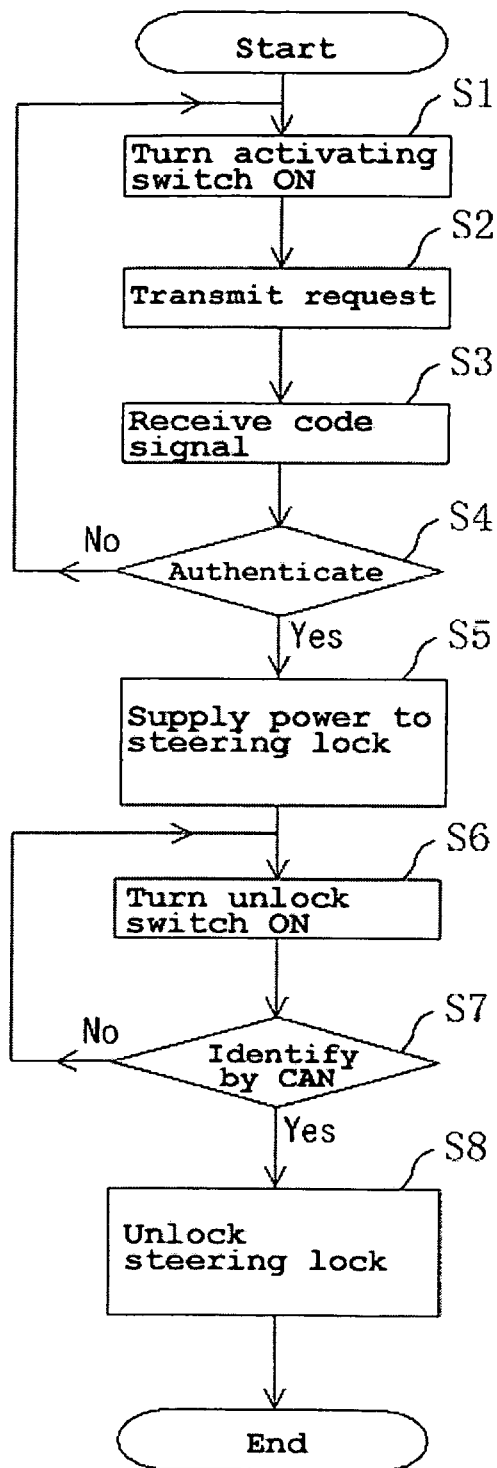 Start
S1
Turn activating
switch ON
S2
Transmit request
S3
Receive code
signal
S4
No
Authenticate
Yes
S5
Supply power to
steering lock
S6
Turn unlock
switch ON
S7
No
Identify
by CAN
Yes
S8
Unlock
steering lock
End